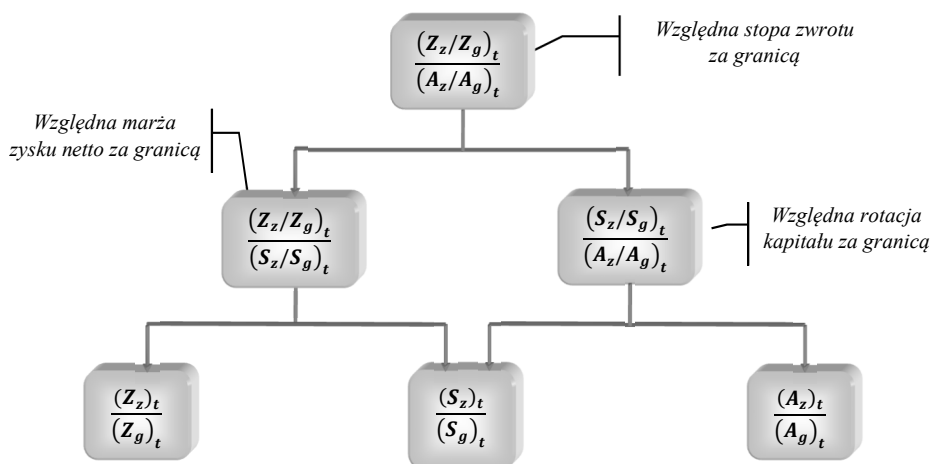 (Z_z/Z_g)_t
(A_z/A_g)_t
Względna stopa zwrotu
za granicą
Względna marża
zysku netto za granicą
(Z_z/Z_g)_t
(S_z/S_g)_t
(S_z/S_g)_t
(A_z/A_g)_t
Względna rotacja
kapitału za granicą
(Z_z)_t
(Z_g)_t
(S_z)_t
(S_g)_t
(A_z)_t
(A_g)_t